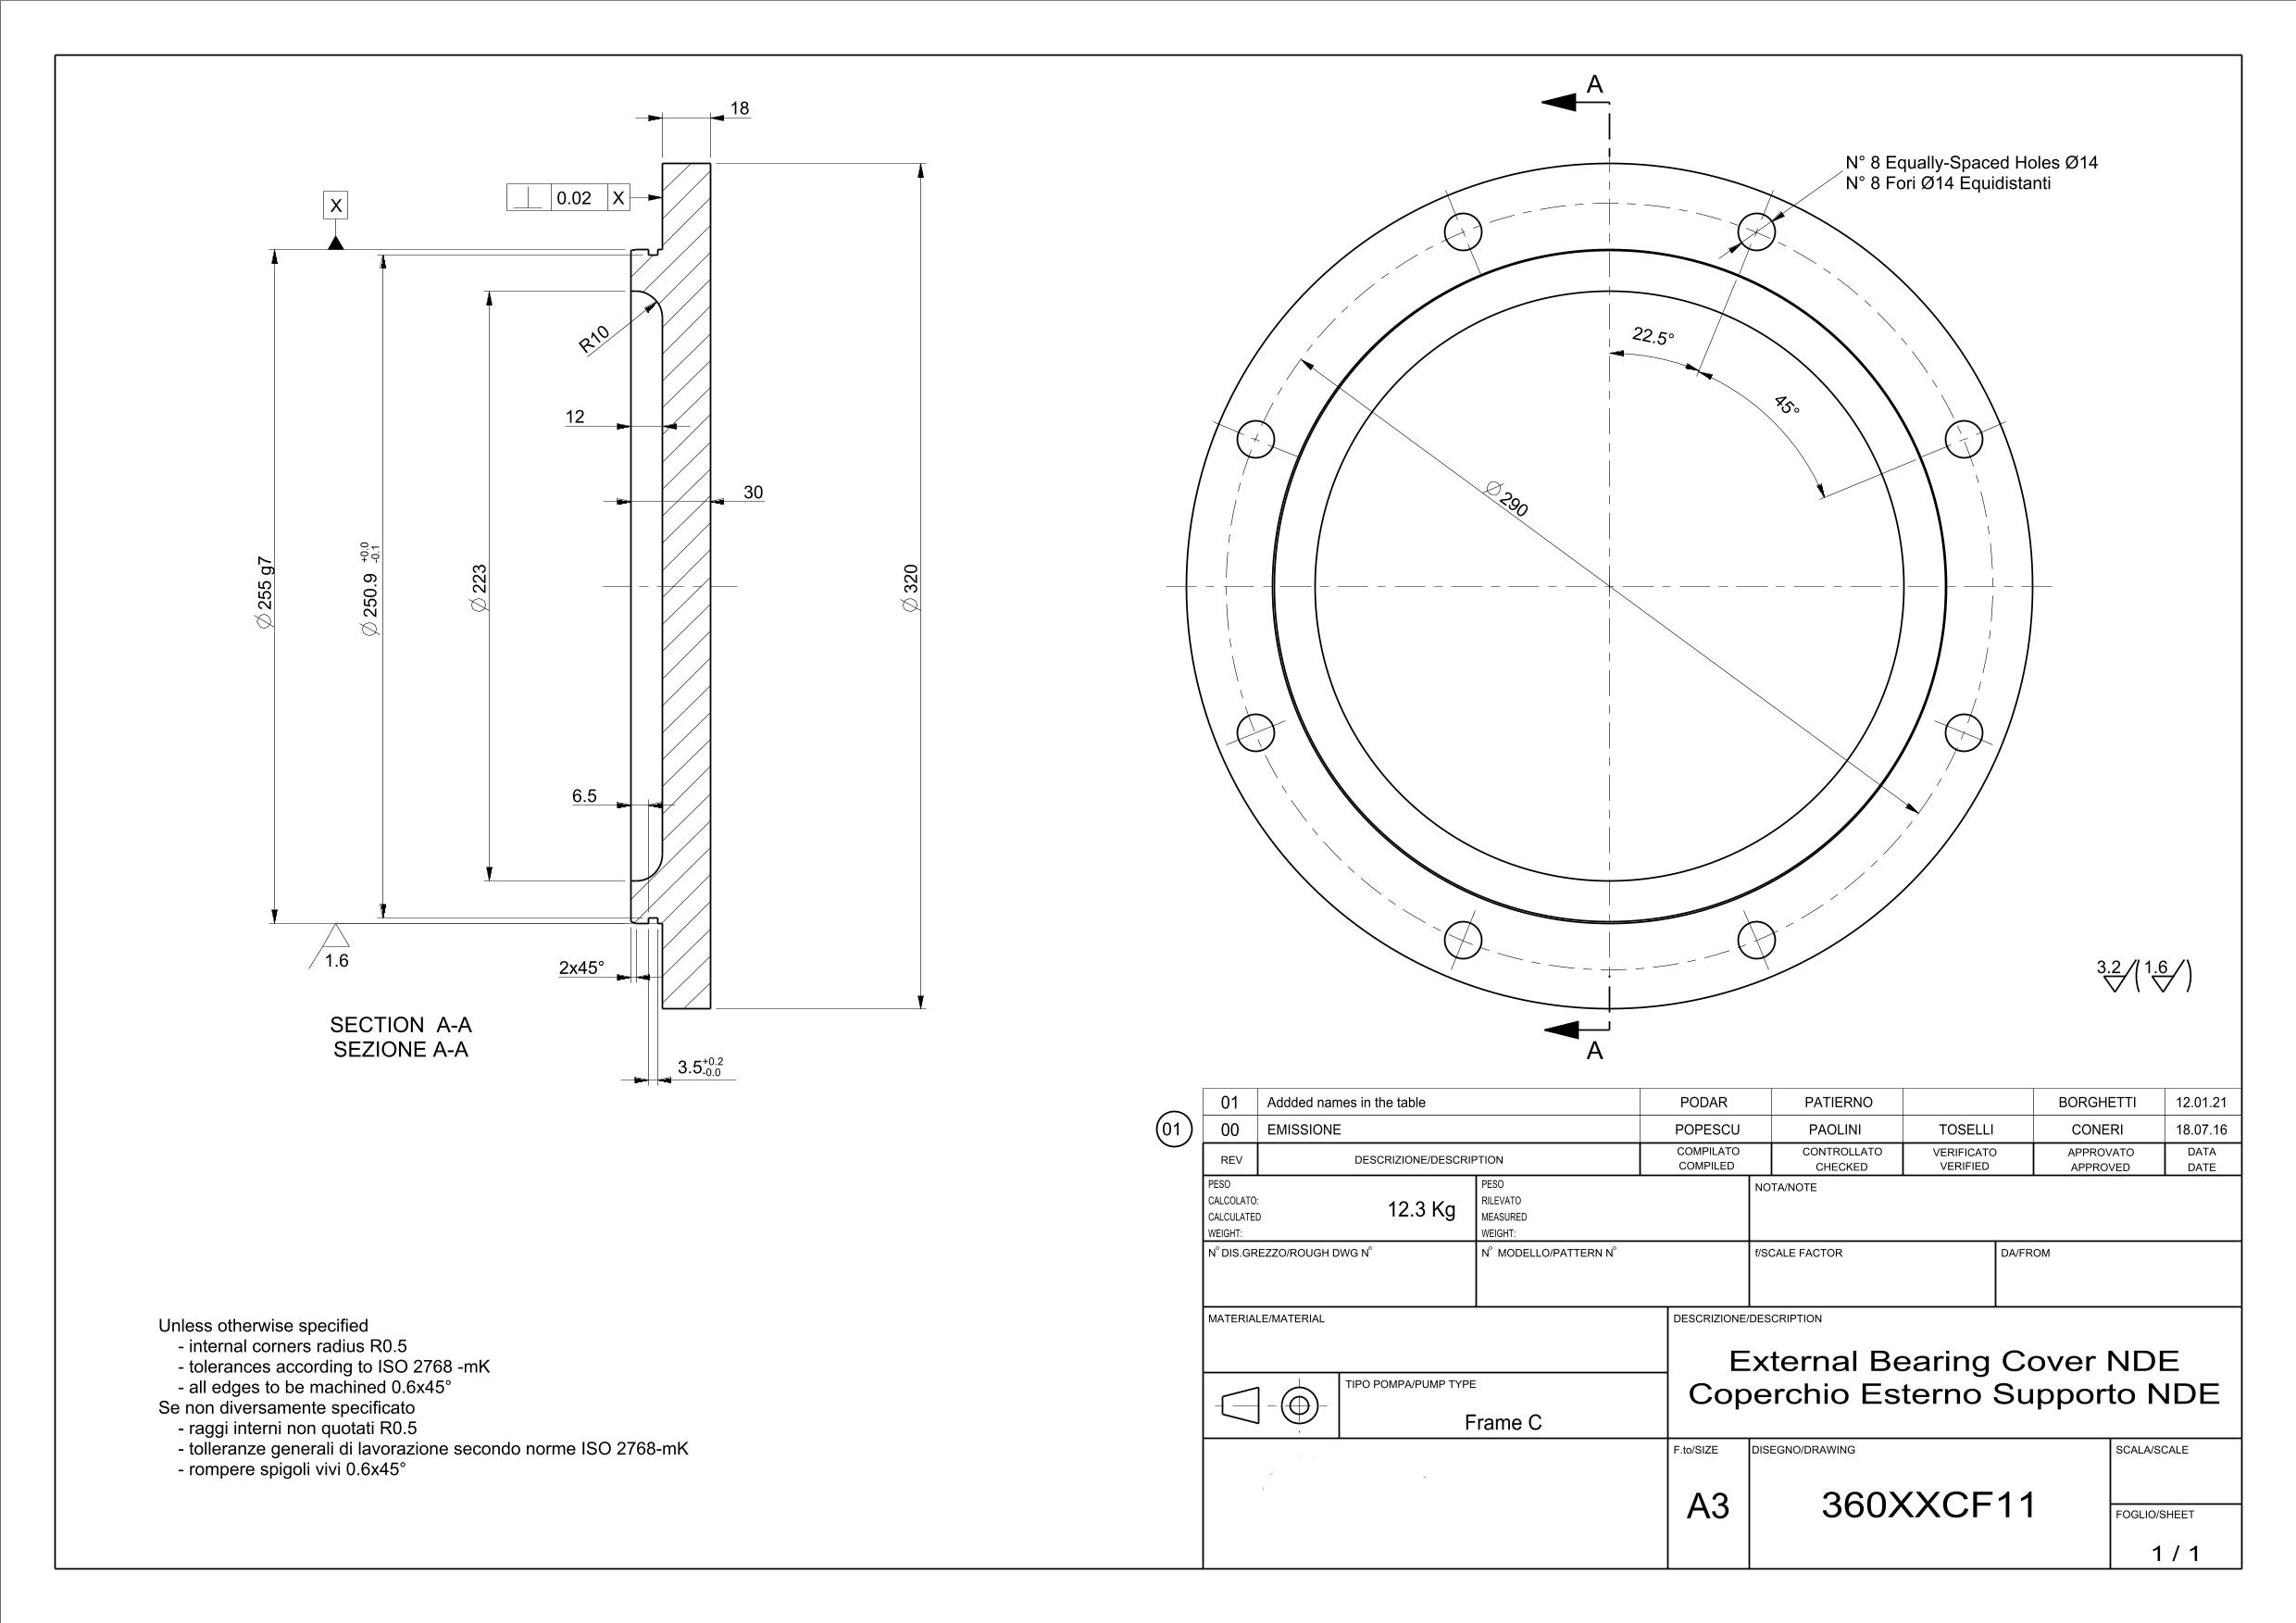 18
0.02 X
X
R10
12
30
Ø 255 g7
Ø 250.9 +0.0 -0.1
Ø 223
Ø 320
6.5
1.6
2x45°
3.5 +0.2 -0.0
SECTION A-A
SEZIONE A-A
A
N° 8 Equally-Spaced Holes Ø14
N° 8 Fori Ø14 Equidistanti
22.5°
45°
Ø 290
A
3.2 ( 1.6 )
01
01 Addded names in the table PODAR PATIERNO BORGHETTI 12.01.21
00 EMISSIONE POPESCU PAOLINI TOSELLI CONERI 18.07.16
REV DESCRIZIONE/DESCRIPTION COMPILATO COMPILED CONTROLLATO CHECKED VERIFICATO VERIFIED APPROVATO APPROVED DATA DATE
PESO
CALCOLATO:
CALCULATED
WEIGHT:
12.3 Kg
PESO
RILEVATO
MEASURED
WEIGHT:
NOTA/NOTE
N° DIS.GREZZO/ROUGH DWG N°
N° MODELLO/PATTERN N°
f/SCALE FACTOR
DA/FROM
MATERIALE/MATERIAL
DESCRIZIONE/DESCRIPTION
External Bearing Cover NDE
Coperchio Esterno Supporto NDE
TIPO POMPA/PUMP TYPE
Frame C
F.to/SIZE
A3
DISEGNO/DRAWING
360XXCF11
SCALA/SCALE
FOGLIO/SHEET
1 / 1
Unless otherwise specified
- internal corners radius R0.5
- tolerances according to ISO 2768 -mK
- all edges to be machined 0.6x45°
Se non diversamente specificato
- raggi interni non quotati R0.5
- tolleranze generali di lavorazione secondo norme ISO 2768-mK
- rompere spigoli vivi 0.6x45°